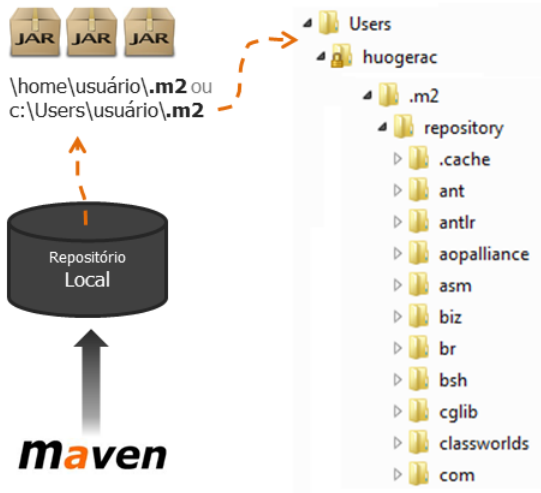 JAR JAR JAR
\home\usuário\.m2 ou
c:\Users\usuário\.m2
Repositório
Local
maven
Users
huogerac
.m2
repository
.cache
ant
antlr
aopalliance
asm
biz
br
bsh
cglib
classworlds
com